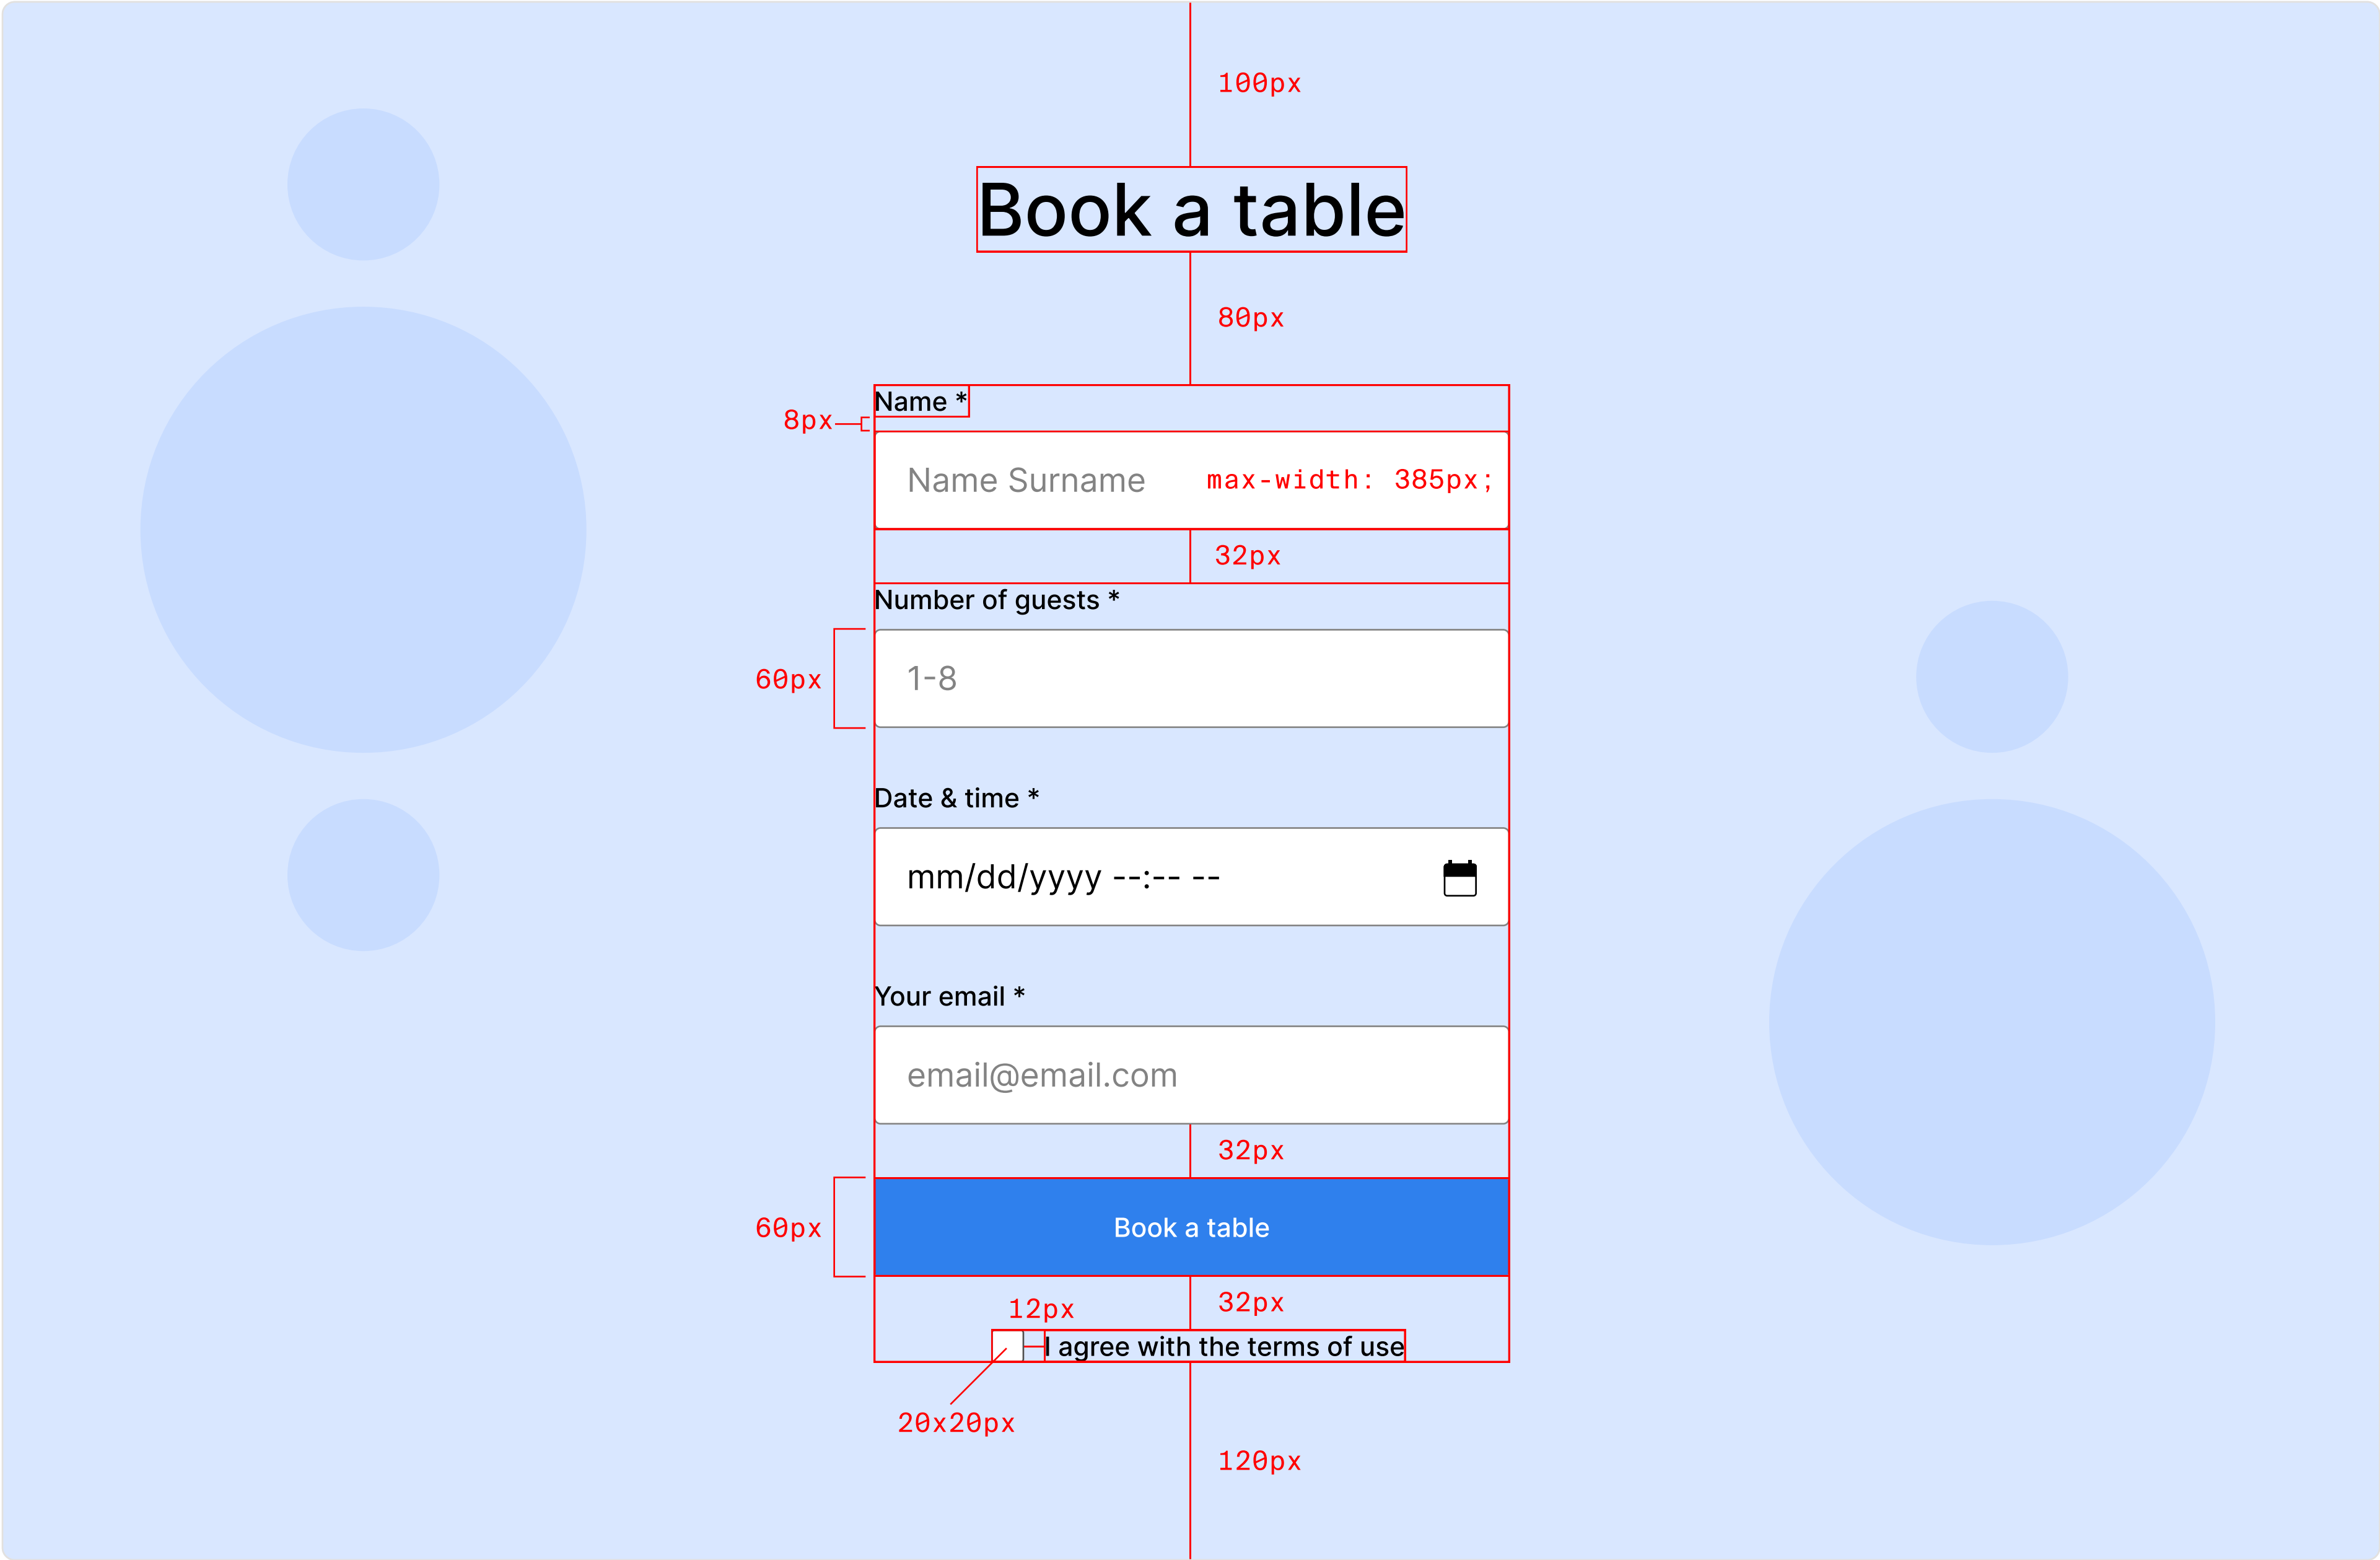 100px
Book a table
80px
Name *
8px
Name Surname
max-width: 385px;
32px
Number of guests *
60px
1-8
Date & time *
mm/dd/yyyy --:-- --
Your email *
email@email.com
32px
60px
Book a table
32px
12px
I agree with the terms of use
20x20px
120px